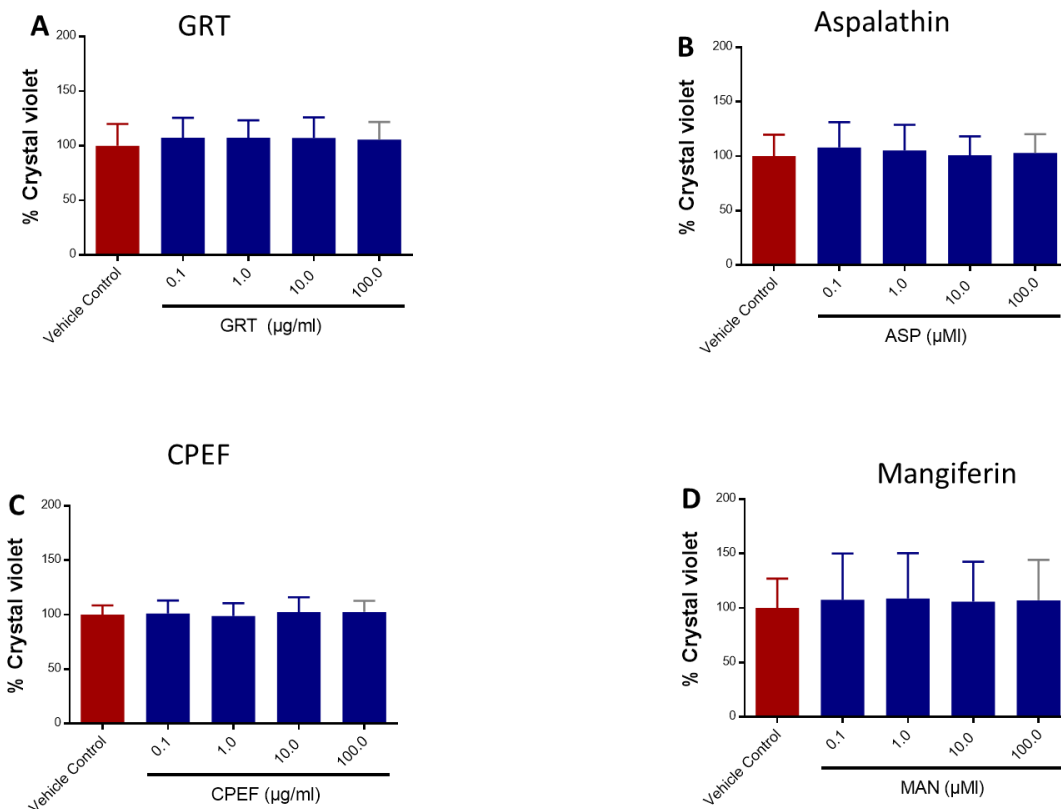 A
GRT
% Crystal violet
200
150
100
50
0
Vehicle Control
0.1
1.0
10.0
100.0
GRT (µg/ml)
B
Aspalathin
% Crystal violet
200
150
100
50
0
Vehicle Control
0.1
1.0
10.0
100.0
ASP (µMl)
C
CPEF
% Crystal violet
200
150
100
50
0
Vehicle Control
0.1
1.0
10.0
100.0
CPEF (µg/ml)
D
Mangiferin
% Crystal violet
200
150
100
50
0
Vehicle Control
0.1
1.0
10.0
100.0
MAN (µMl)